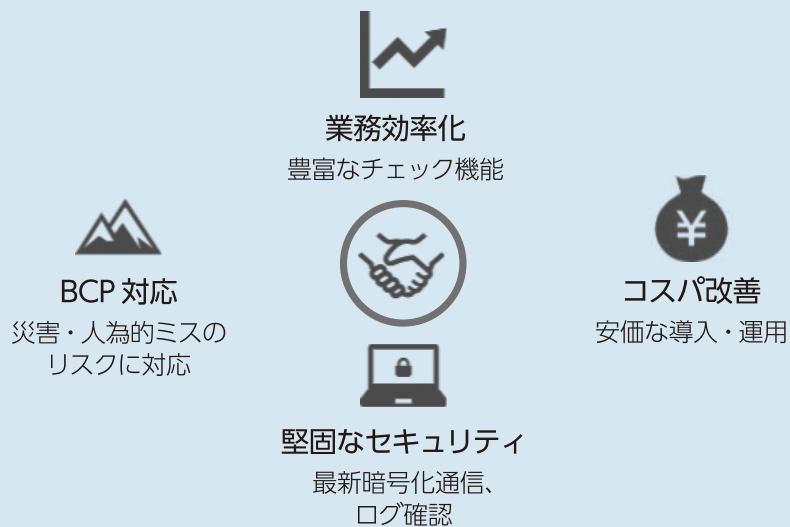 業務効率化
豊富なチェック機能
BCP 対応
災害・人為的ミスの
リスクに対応
¥
コスパ改善
安価な導入・運用
堅固なセキュリティ
最新暗号化通信、
ログ確認